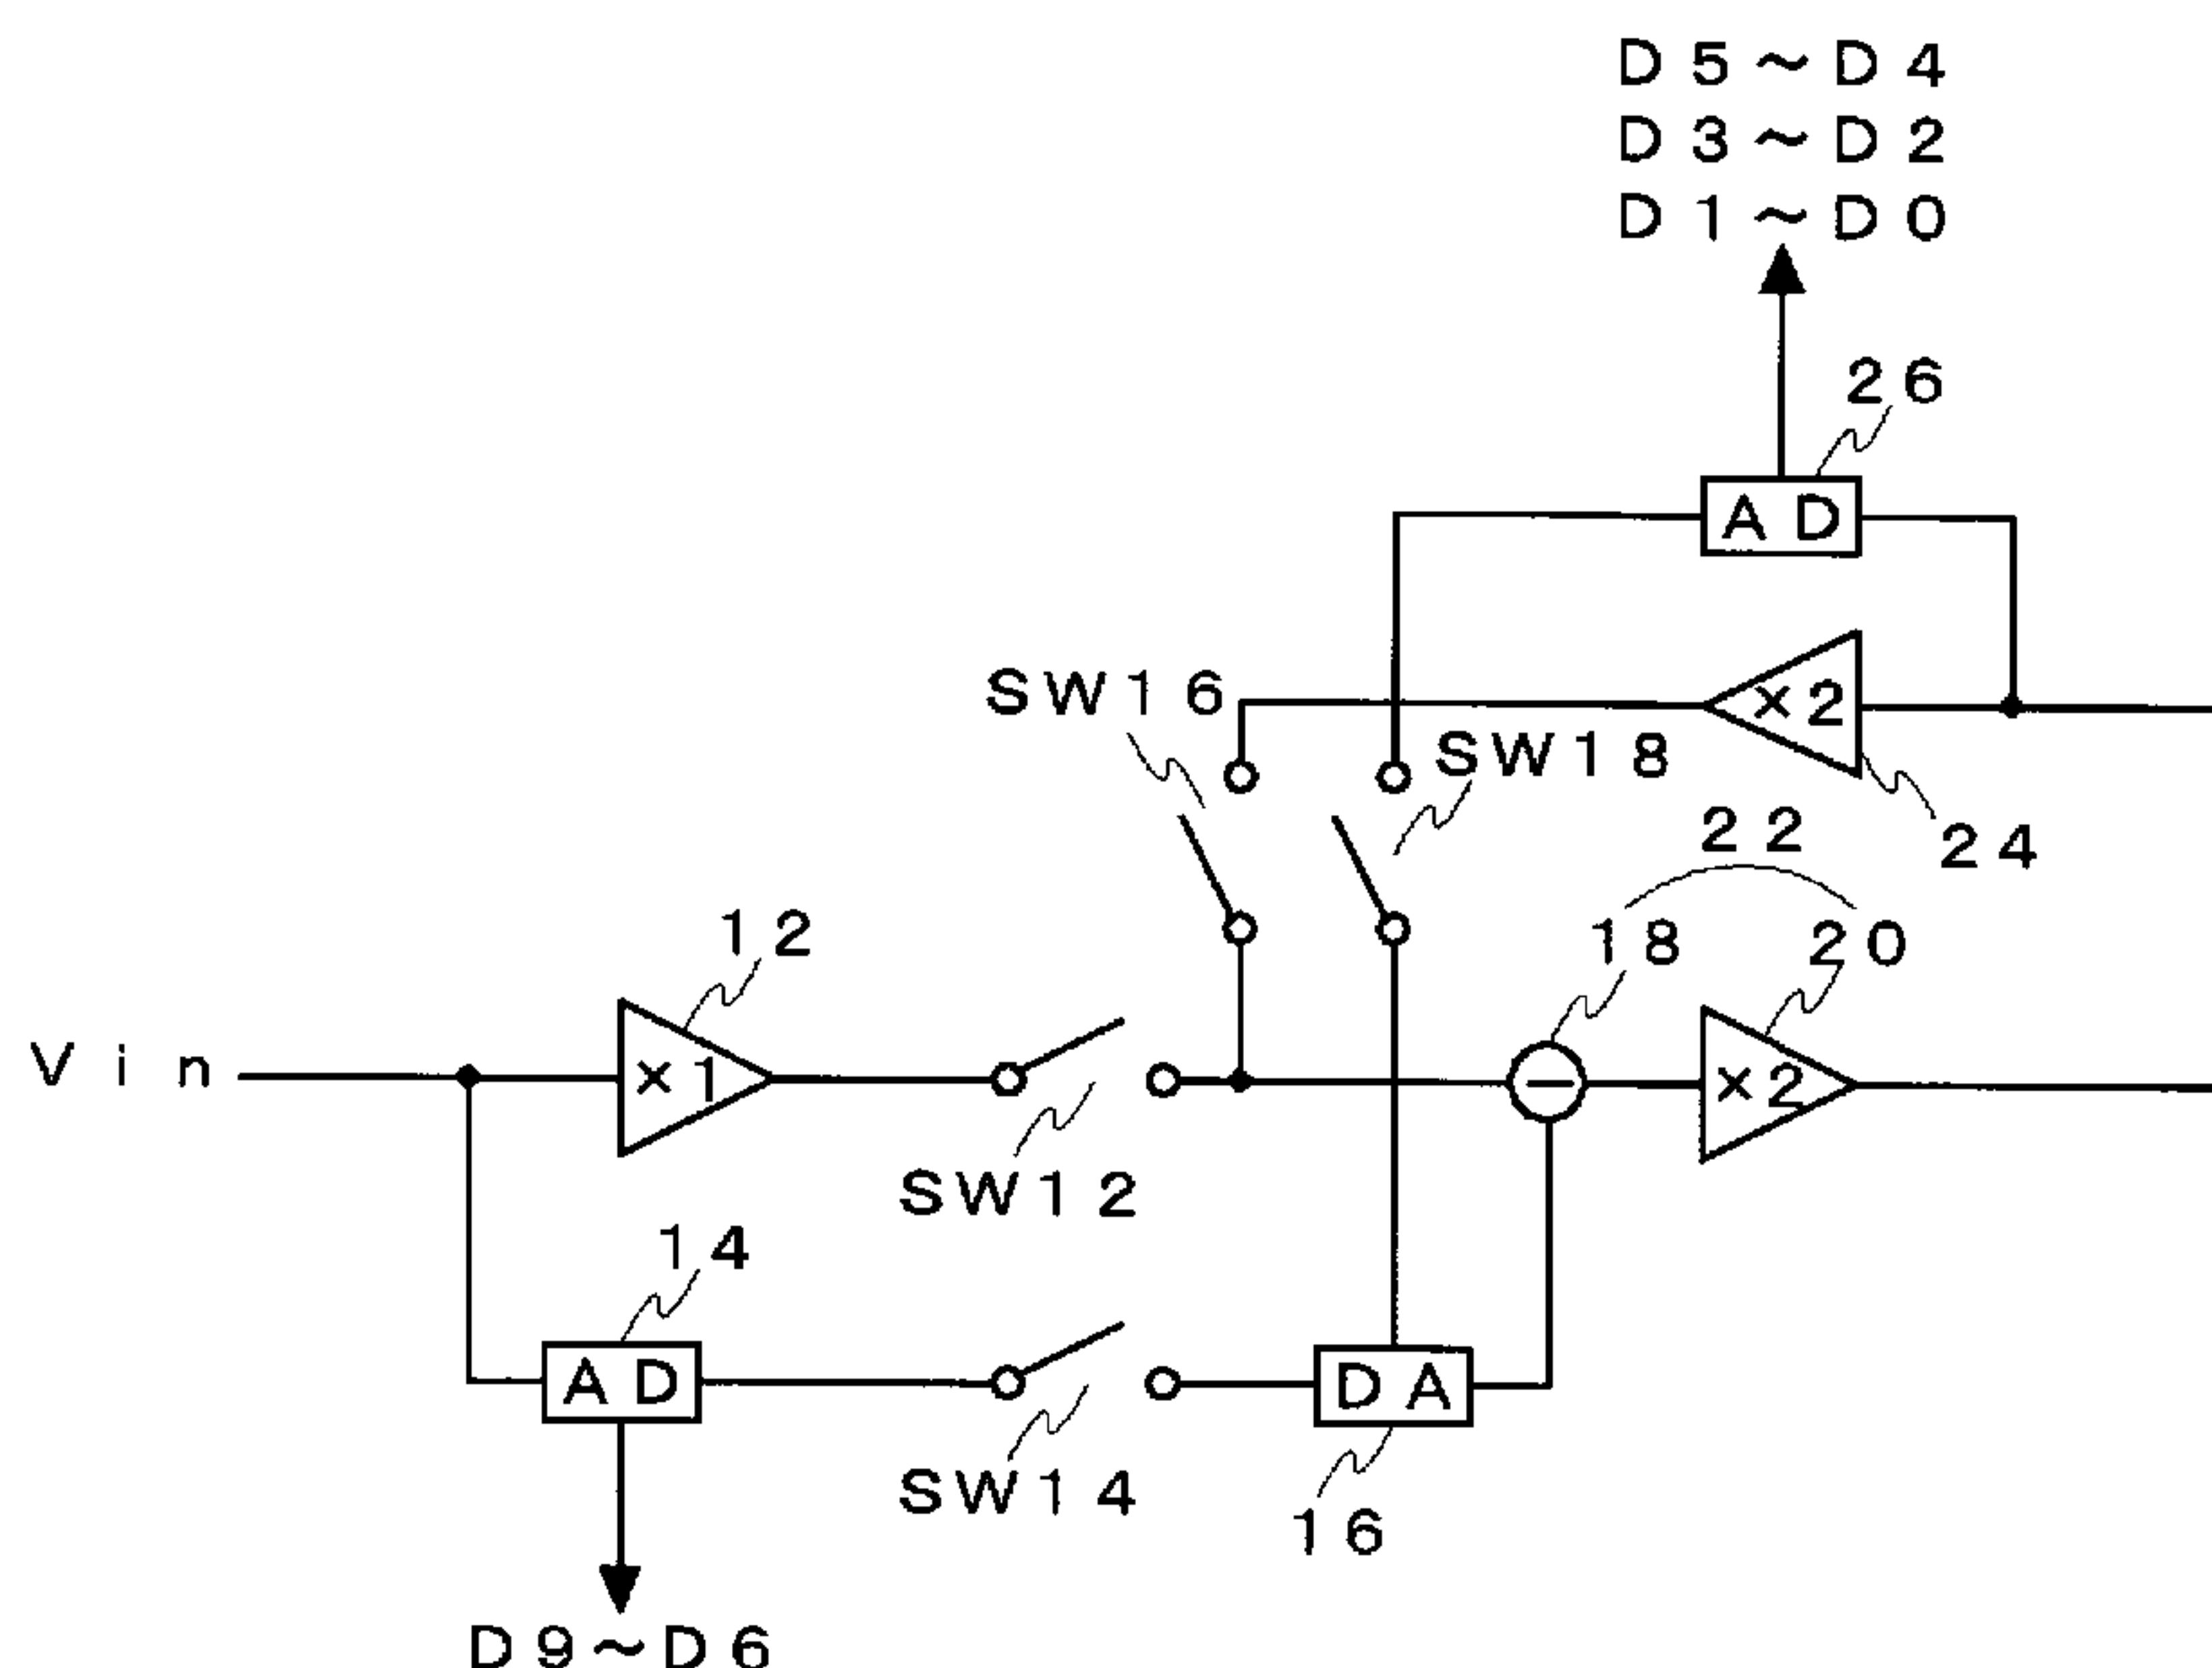 D5~D4
D3~D2
D1~D0
26
AD
SW16
×2
SW18
22
24
12
18
20
Vin
×1
−
×2
SW12
14
AD
DA
SW14
16
D9~D6